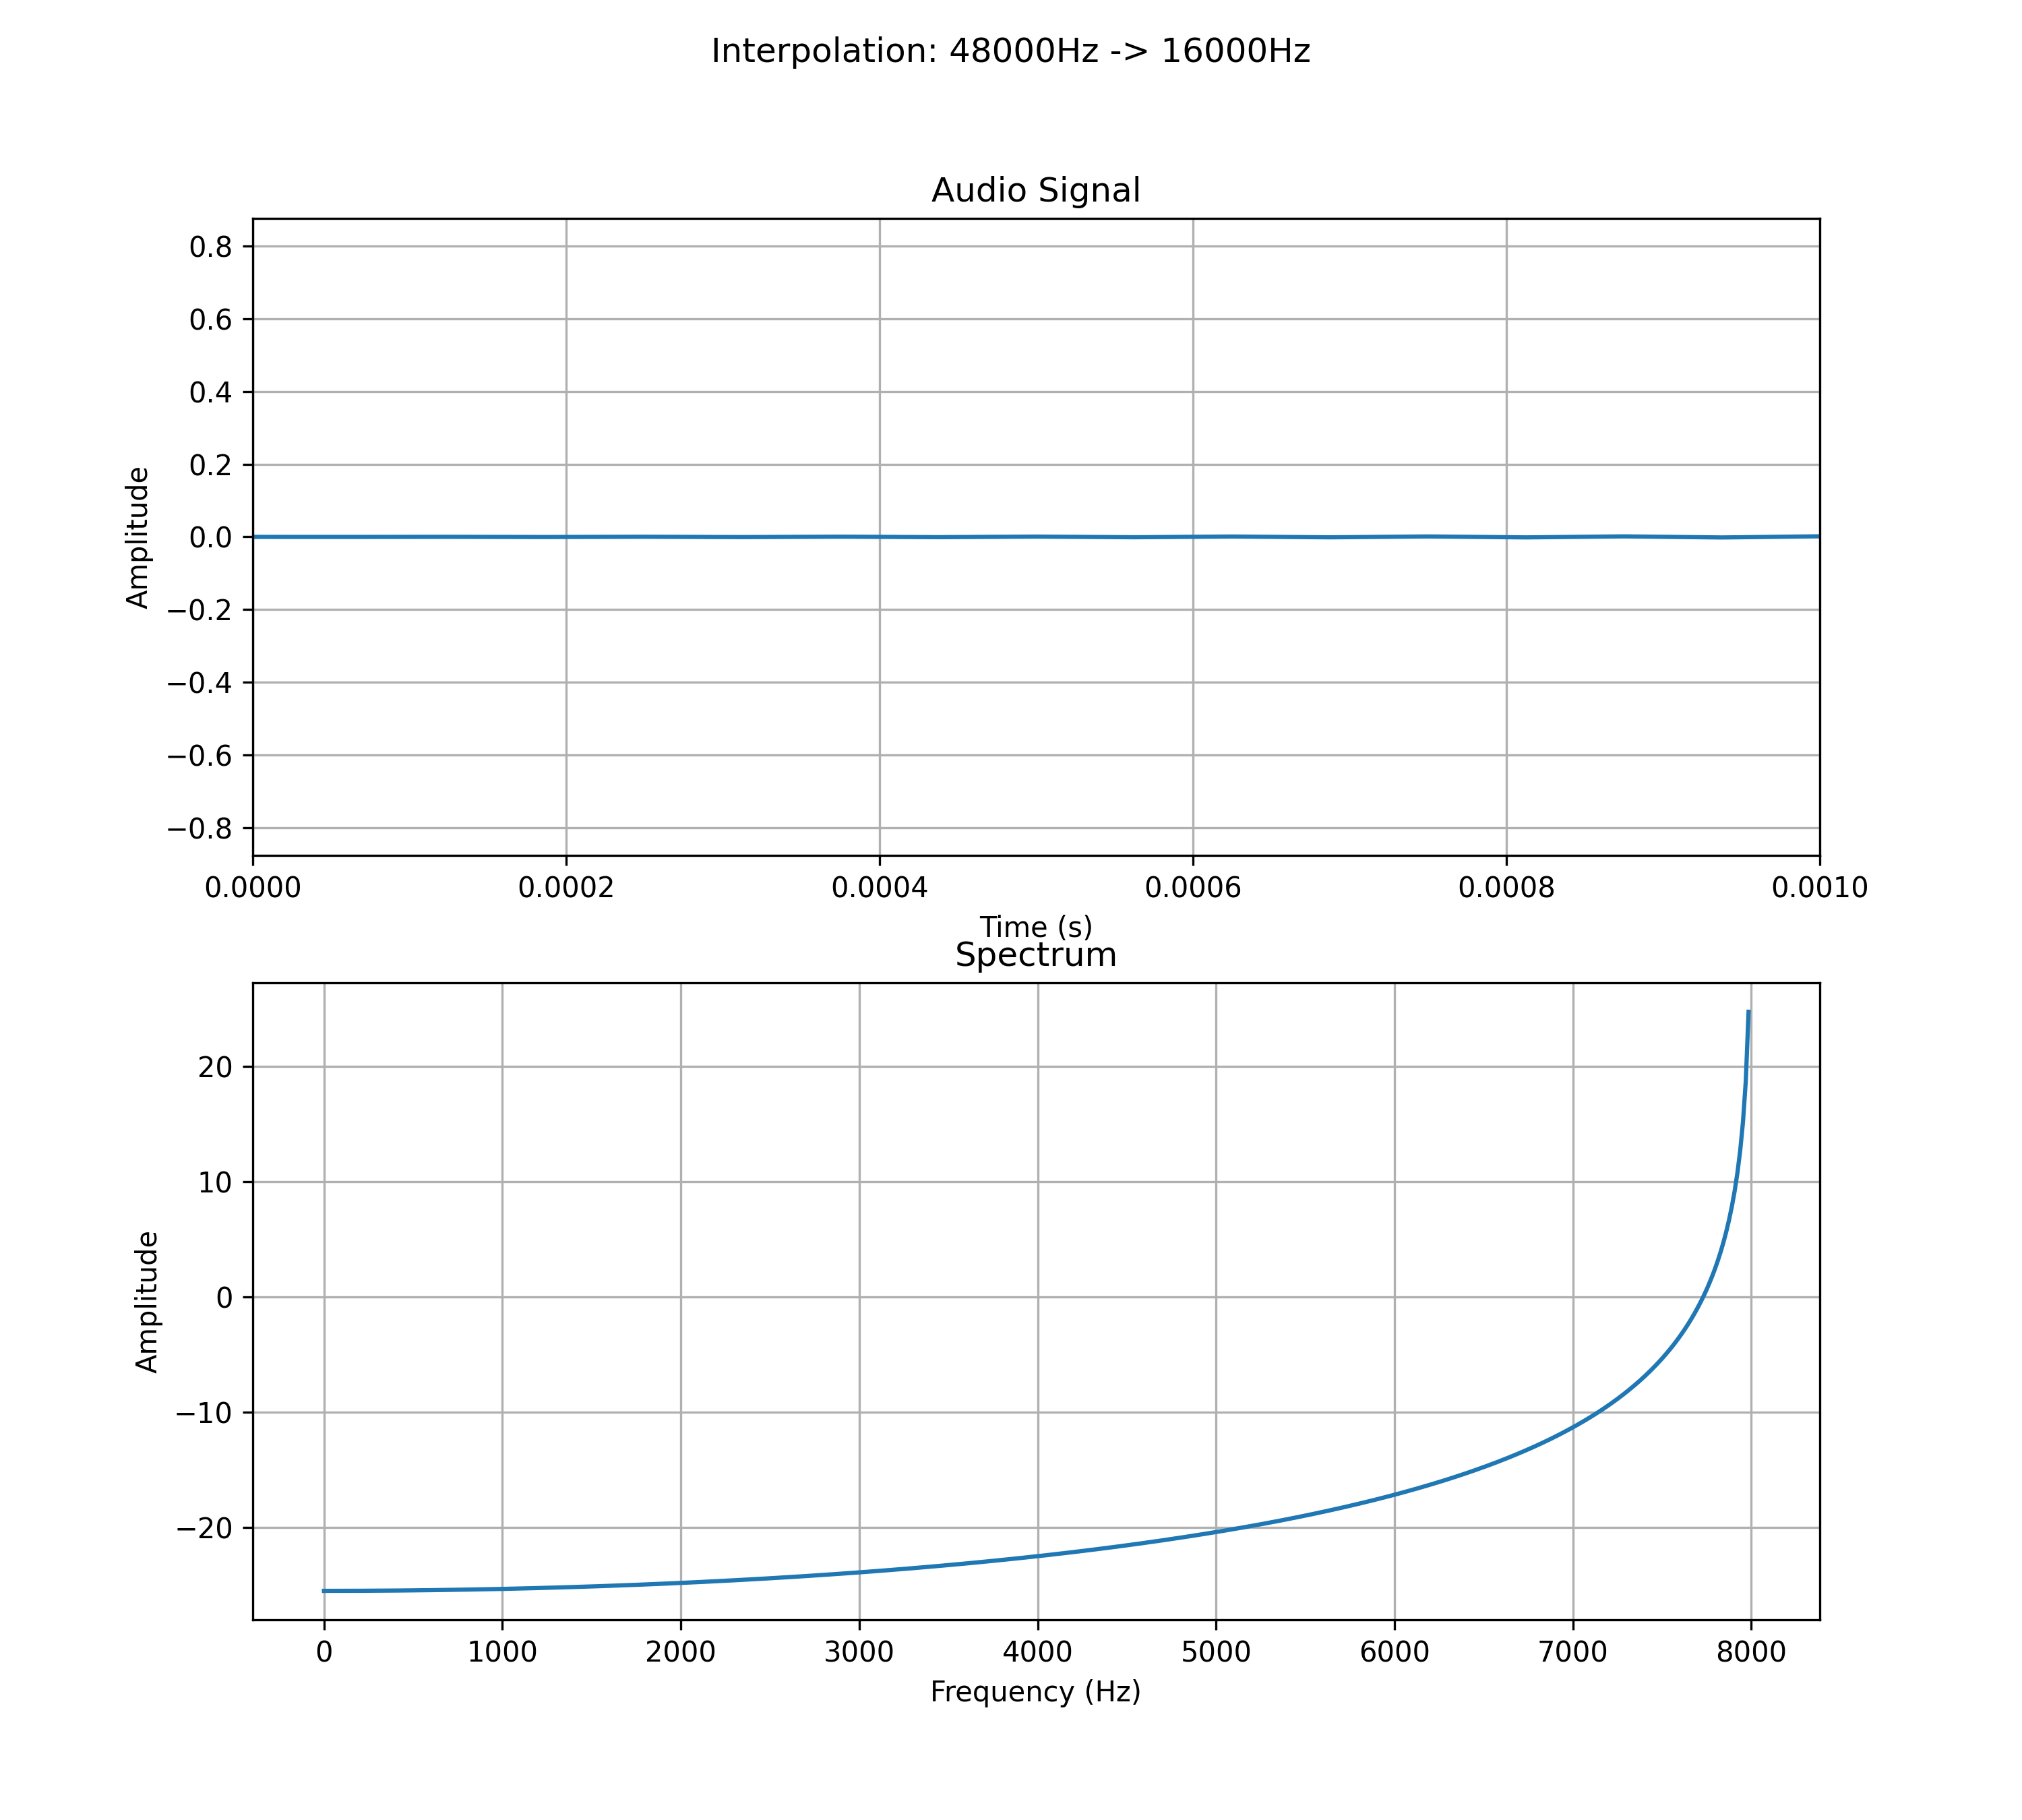 Interpolation: 48000Hz -> 16000Hz
Audio Signal
Amplitude
0.8
0.6
0.4
0.2
0.0
−0.2
−0.4
−0.6
−0.8
0.0000 0.0002 0.0004 0.0006 0.0008 0.0010
Time (s)
Spectrum
Amplitude
20
10
0
−10
−20
0 1000 2000 3000 4000 5000 6000 7000 8000
Frequency (Hz)